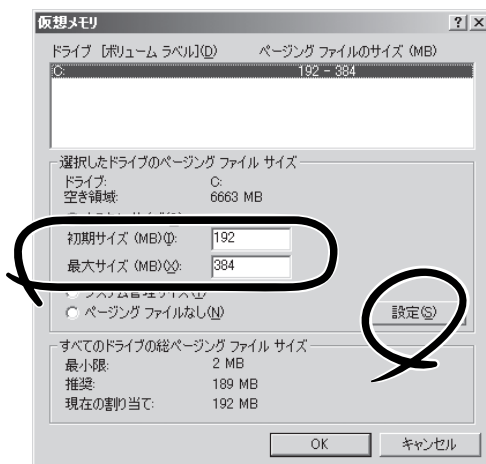 仮想メモリ
ドライブ [ボリューム ラベル](D) ページング ファイルのサイズ (MB)
C: 192 - 384
選択したドライブのページング ファイル サイズ
ドライブ: C:
空き領域: 6663 MB
初期サイズ (MB)(I): 192
最大サイズ (MB)(X): 384
ページング ファイルなし(N)
設定(S)
すべてのドライブの総ページング ファイル サイズ
最小限: 2 MB
推奨: 189 MB
現在の割り当て: 192 MB
OK キャンセル